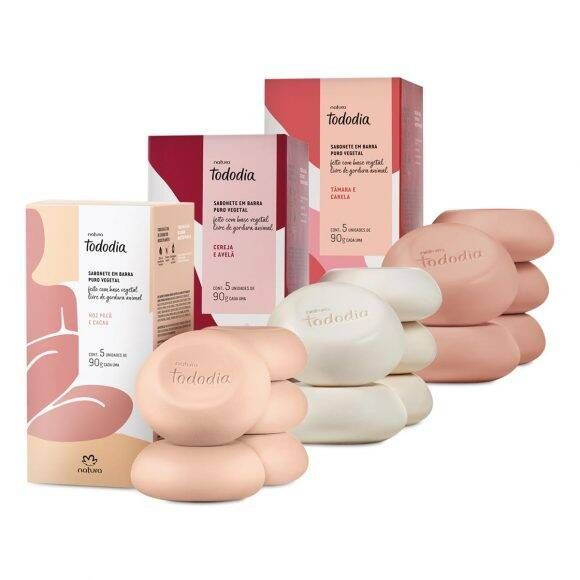 natura
tododia
SABONETE EM BARRA
PURO VEGETAL
feito com base vegetal
livre de gordura animal
TÂMARA E
CANELA
CONT. 5 UNIDADES DE
90g CADA UMA
natura
tododia
SABONETE EM BARRA
PURO VEGETAL
feito com base vegetal
livre de gordura animal
CEREJA
E AVELÃ
CONT. 5 UNIDADES DE
90g CADA UMA
natura
tododia
SABONETE EM BARRA
PURO VEGETAL
feito com base vegetal
livre de gordura animal
NOZ PECÃ
E CACAU
CONT. 5 UNIDADES DE
90g CADA UMA
natura
natura
tododia
natura
tododia
natura
tododia